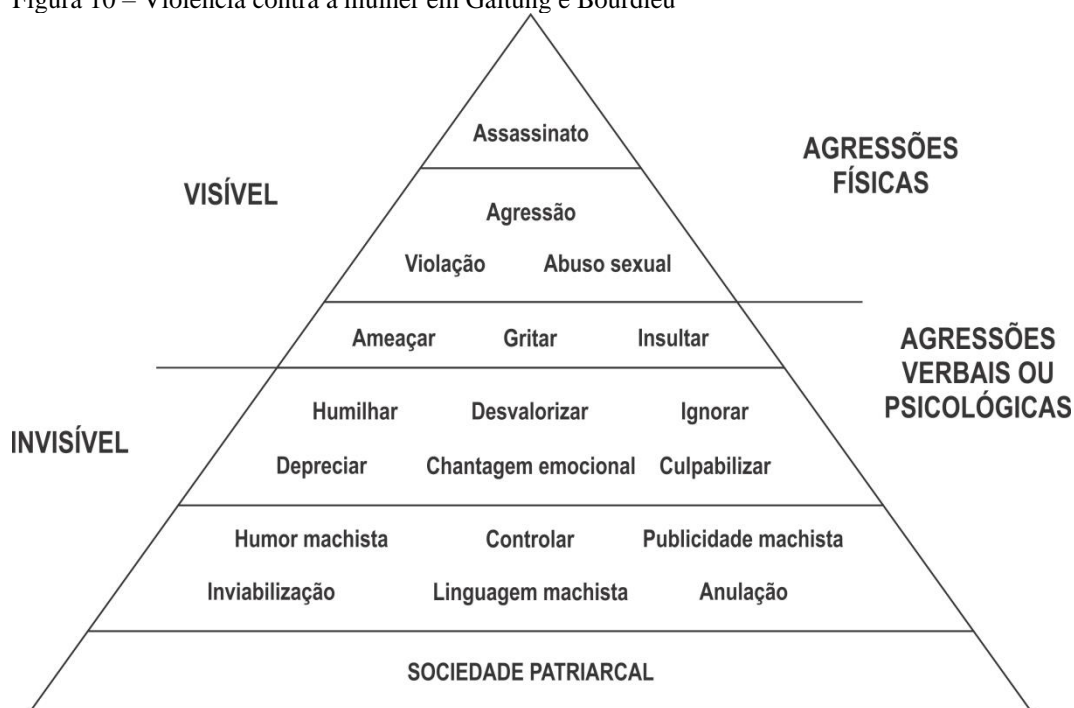 Figura 10 – Violência contra a mulher em Galtung e Bourdieu
Assassinato
AGRESSÕES
FÍSICAS
VISÍVEL
Agressão
Violação Abuso sexual
Ameaçar Gritar Insultar
AGRESSÕES
VERBAIS OU
PSICOLÓGICAS
Humilhar Desvalorizar Ignorar
INVISÍVEL
Depreciar Chantagem emocional Culpabilizar
Humor machista Controlar Publicidade machista
Inviabilização Linguagem machista Anulação
SOCIEDADE PATRIARCAL